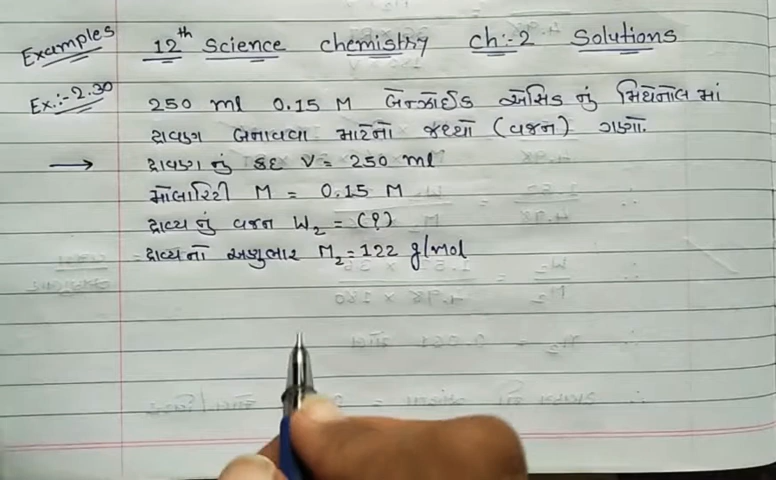 Examples 12th Science chemistry Ch:-2 Solutions
Ex.:-2.30 250 ml 0.15 M બેન્ઝોઈક એસિડ નું મિથેનોલ માં
દ્રાવણ બનાવવા માટેનો જથ્થો (વજન) ગણો.
→ દ્રાવણ નું કદ V = 250 ml
મોલારિટી M = 0.15 M
દ્રાવ્ય નું વજન W₂ = (?)
દ્રાવ્ય નો અણુભાર M₂ = 122 g/mol